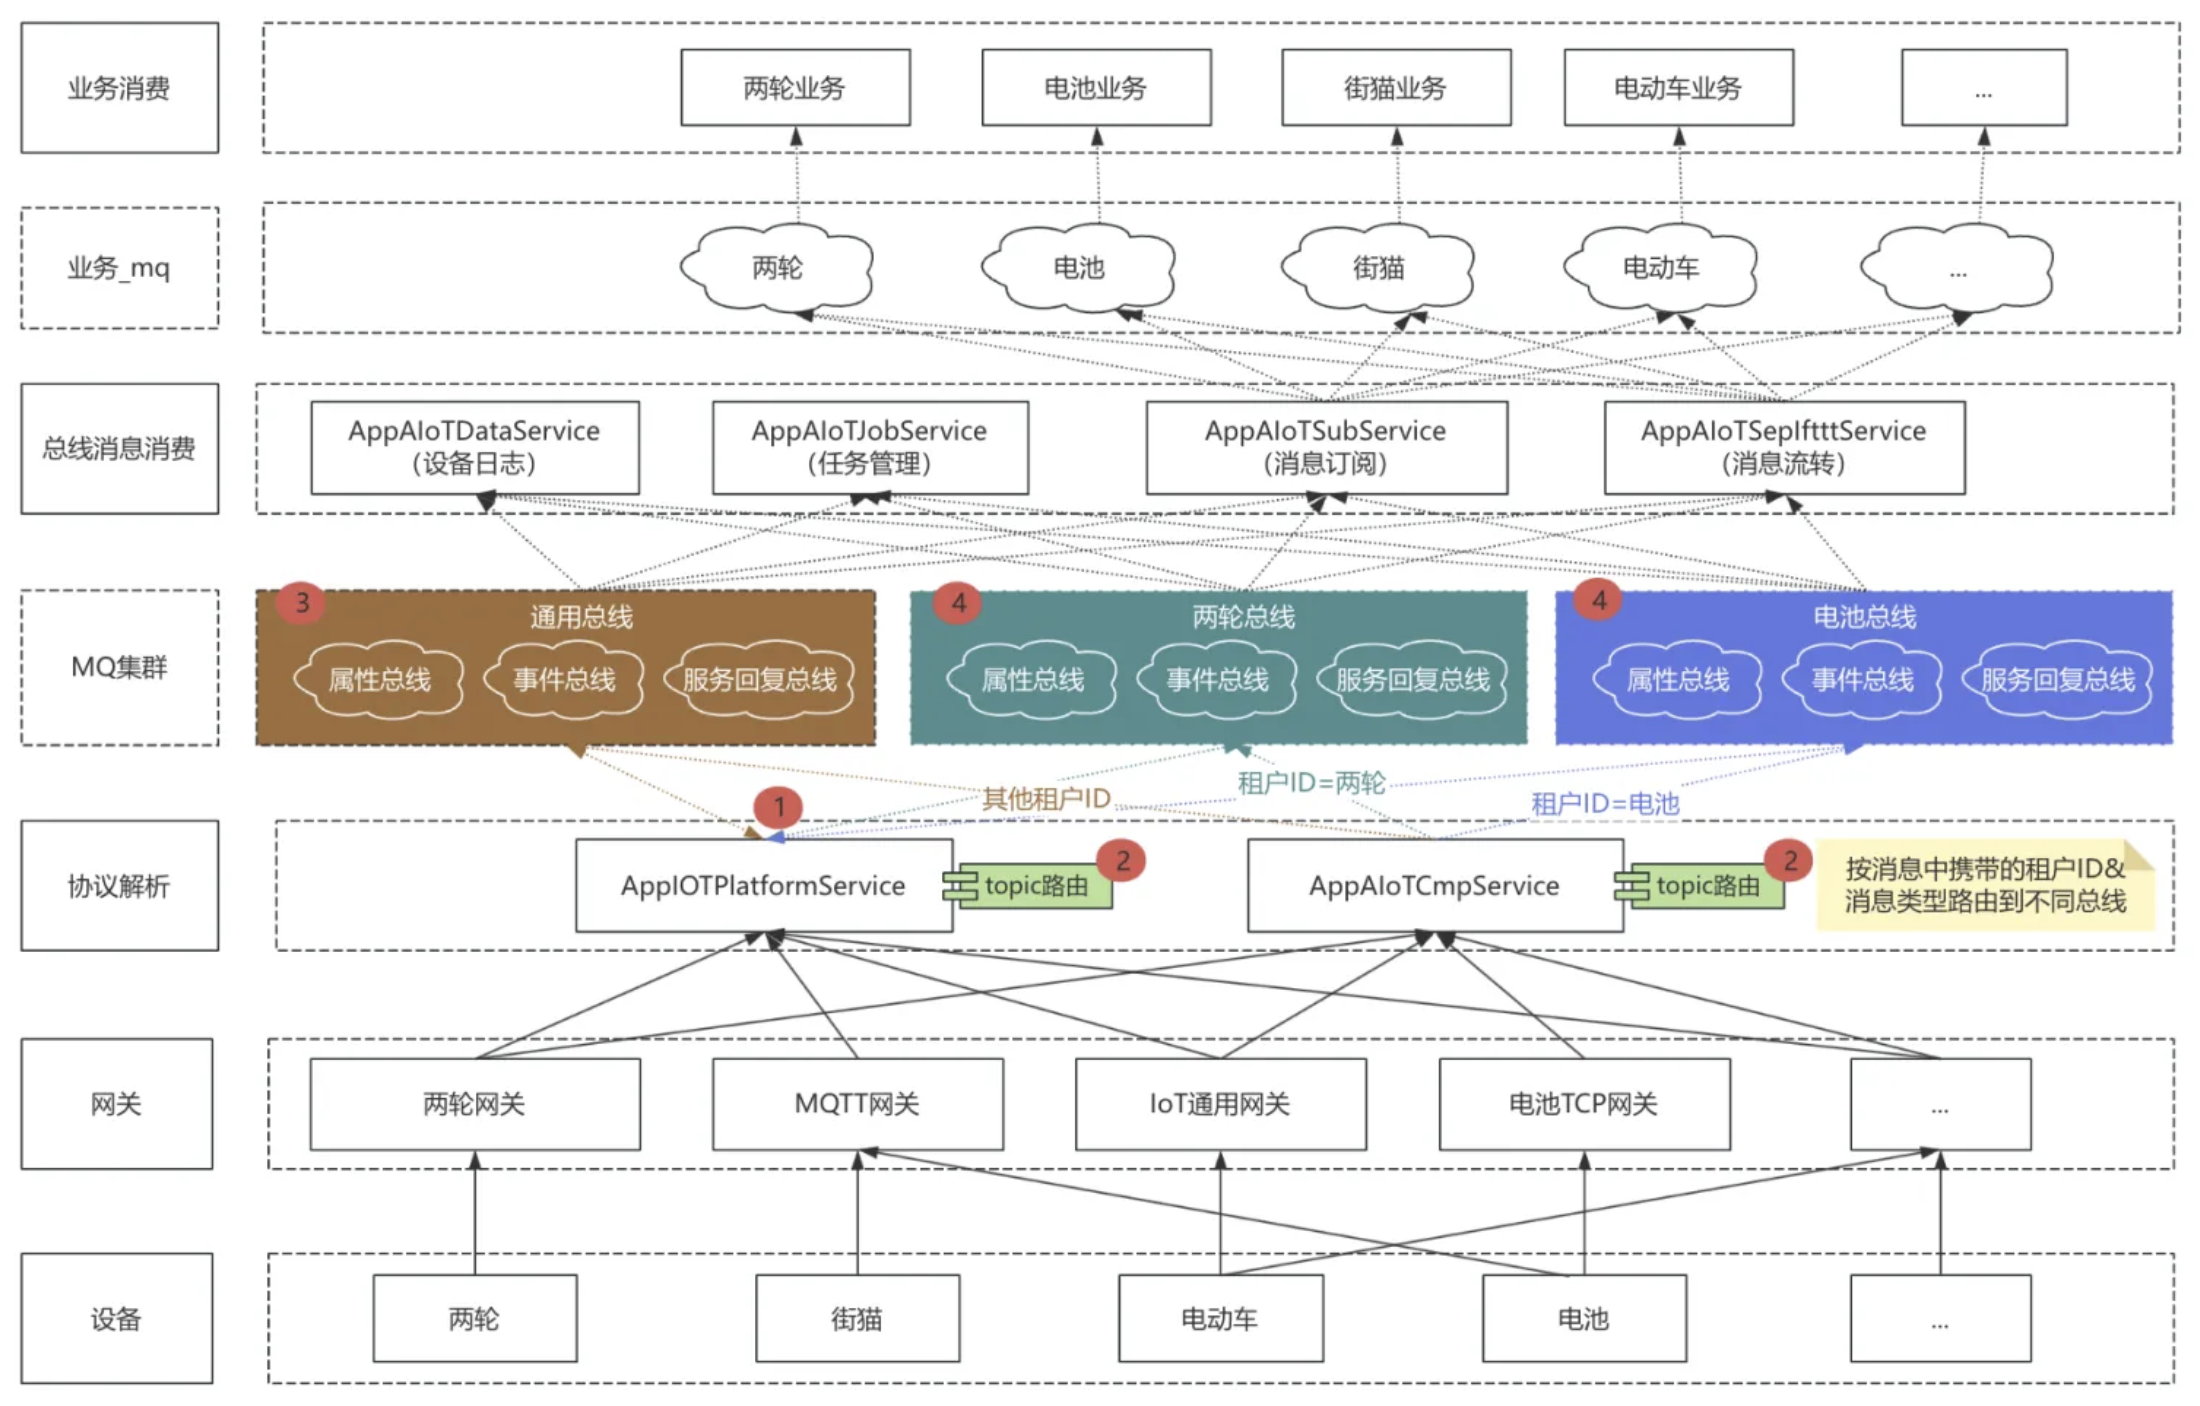 业务消费
两轮业务
电池业务
街猫业务
电动车业务
...
业务_mq
两轮
电池
街猫
电动车
...
总线消息消费
AppAIoTDataService
（设备日志）
AppAIoTJobService
（任务管理）
AppAIoTSubService
（消息订阅）
AppAIoTSepIftttService
（消息流转）
MQ集群
3
通用总线
属性总线
事件总线
服务回复总线
4
两轮总线
属性总线
事件总线
服务回复总线
4
电池总线
属性总线
事件总线
服务回复总线
其他租户ID
租户ID=两轮
租户ID=电池
协议解析
1
AppIOTPlatformService
topic路由
2
AppAIoTCmpService
topic路由
2
按消息中携带的租户ID&
消息类型路由到不同总线
网关
两轮网关
MQTT网关
IoT通用网关
电池TCP网关
...
设备
两轮
街猫
电动车
电池
...